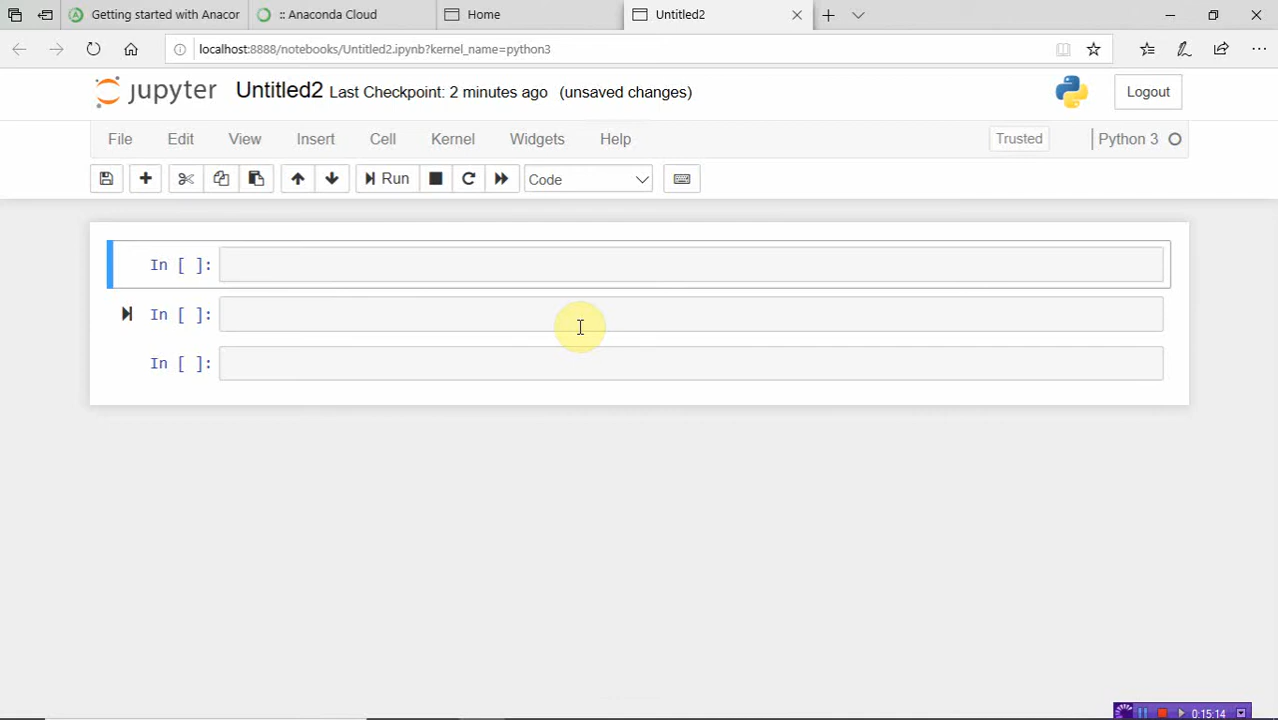 Getting started with Anacor
:: Anaconda Cloud
Home
Untitled2
localhost:8888/notebooks/Untitled2.ipynb?kernel_name=python3
jupyter Untitled2 Last Checkpoint: 2 minutes ago (unsaved changes)
Logout
File Edit View Insert Cell Kernel Widgets Help
Trusted
Python 3
Run
Code
In [ ]:
In [ ]:
In [ ]:
0:15:14